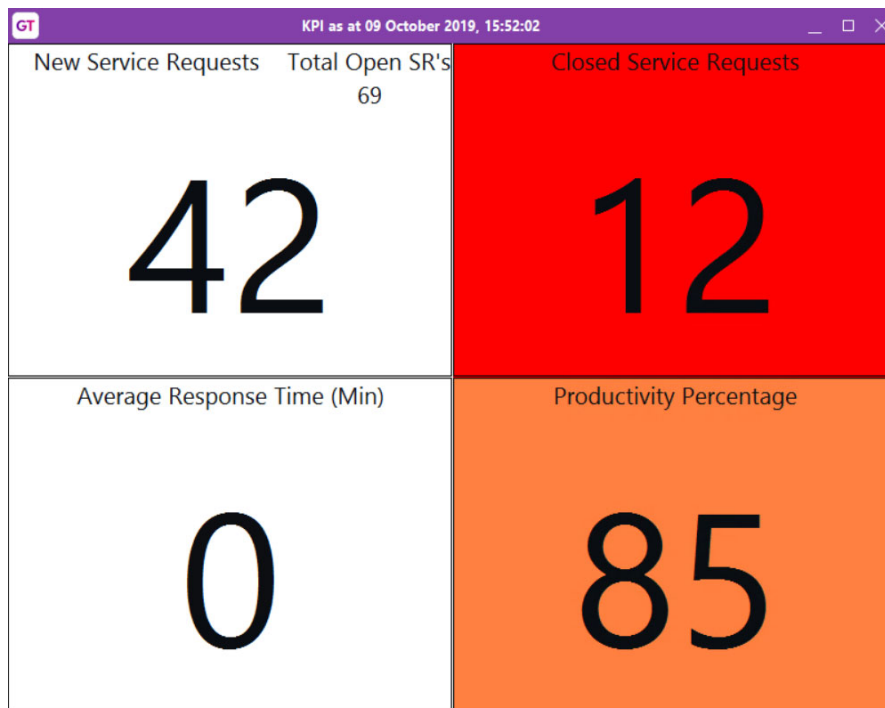 GT KPI as at 09 October 2019, 15:52:02
New Service Requests
Total Open SR's
69
42
Closed Service Requests
12
Average Response Time (Min)
0
Productivity Percentage
85